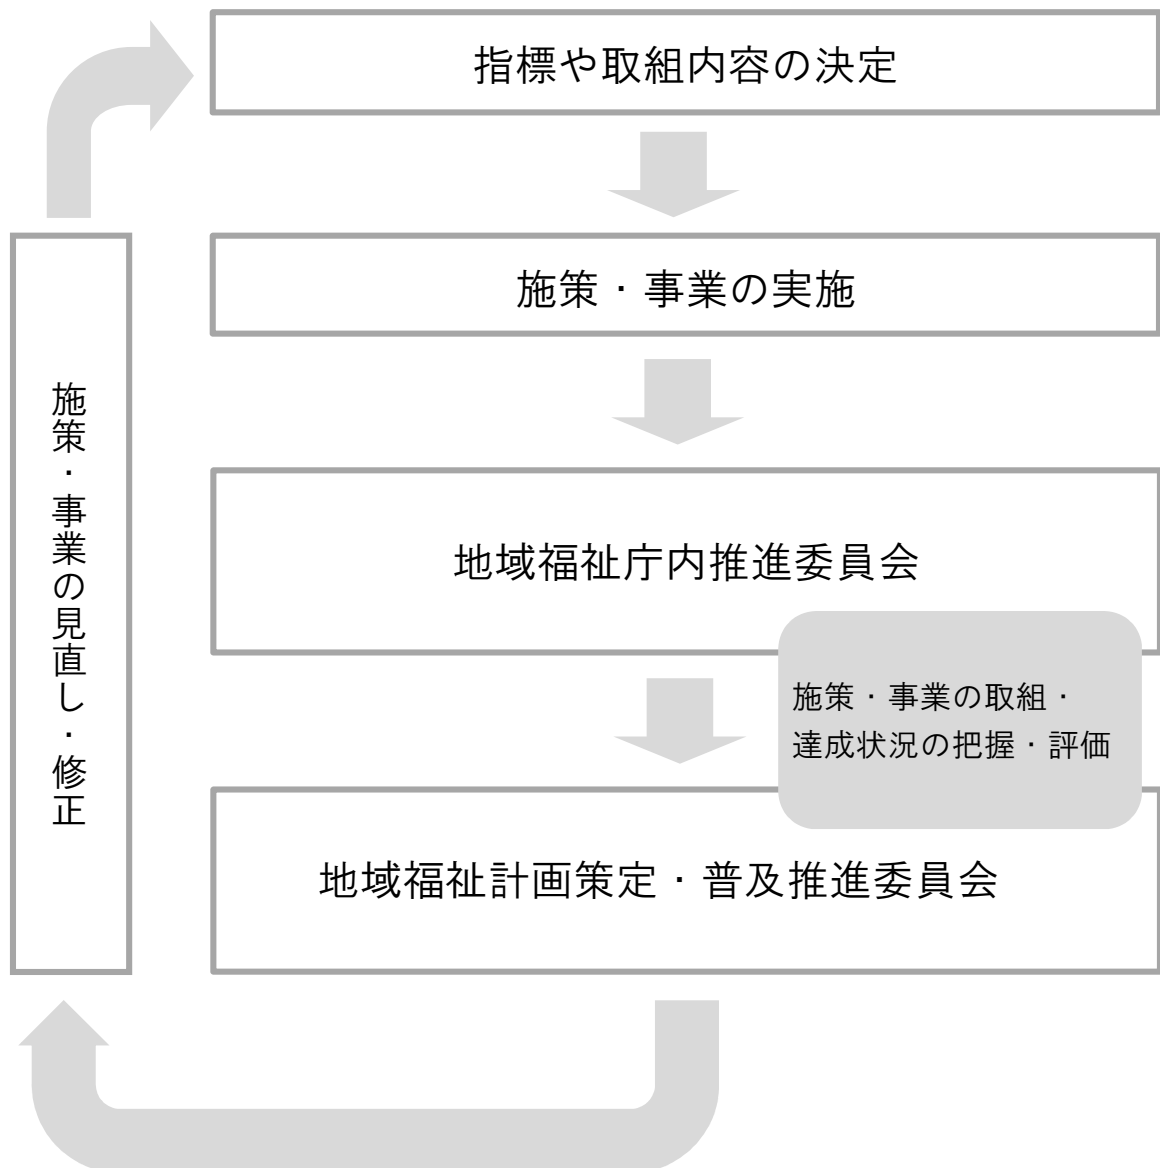 指標や取組内容の決定
施策・事業の実施
地域福祉庁内推進委員会
施策・事業の取組・
達成状況の把握・評価
地域福祉計画策定・普及推進委員会
施策・事業の見直し・修正